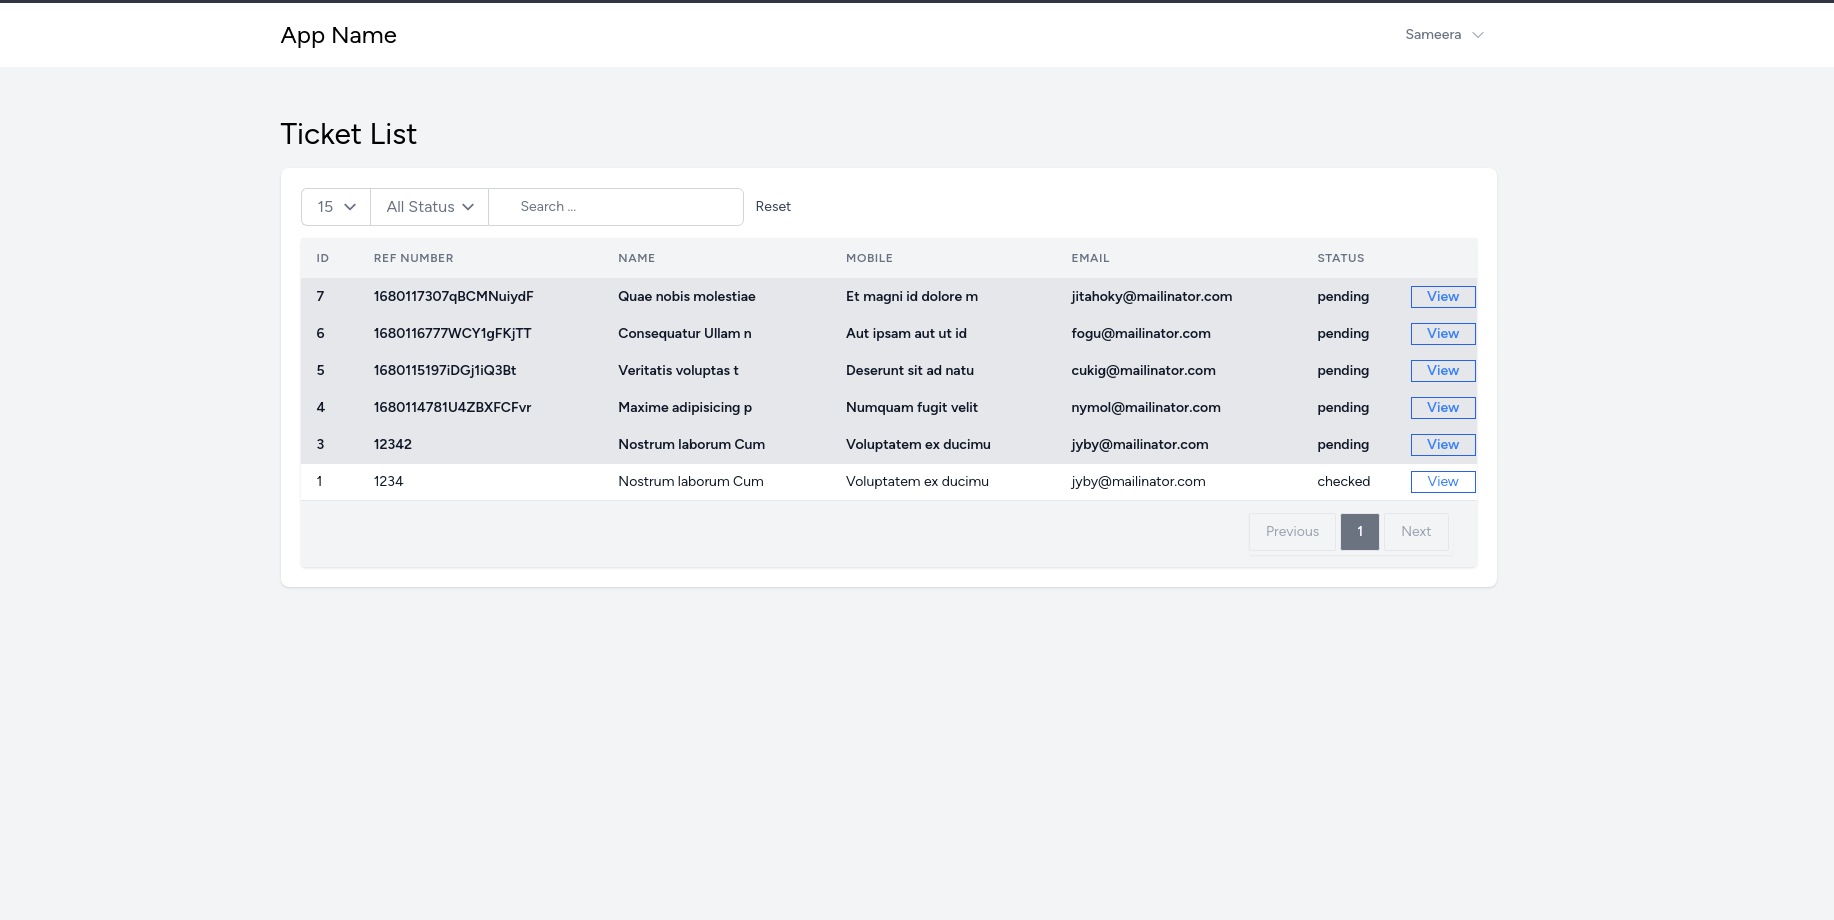 App Name
Sameera
Ticket List
15 All Status Search ... Reset
ID REF NUMBER NAME MOBILE EMAIL STATUS
7 1680117307qBCMNuiydF Quae nobis molestiae Et magni id dolore m jitahoky@mailinator.com pending View
6 1680116777WCY1gFKjTT Consequatur Ullam n Aut ipsam aut ut id fogu@mailinator.com pending View
5 1680115197iDGj1iQ3Bt Veritatis voluptas t Deserunt sit ad natu cukig@mailinator.com pending View
4 1680114781U4ZBXFCFvr Maxime adipisicing p Numquam fugit velit nymol@mailinator.com pending View
3 12342 Nostrum laborum Cum Voluptatem ex ducimu jyby@mailinator.com pending View
1 1234 Nostrum laborum Cum Voluptatem ex ducimu jyby@mailinator.com checked View
Previous 1 Next